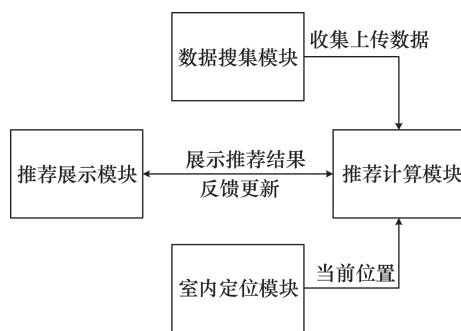 数据搜集模块
收集上传数据
推荐展示模块
展示推荐结果
反馈更新
推荐计算模块
室内定位模块
当前位置